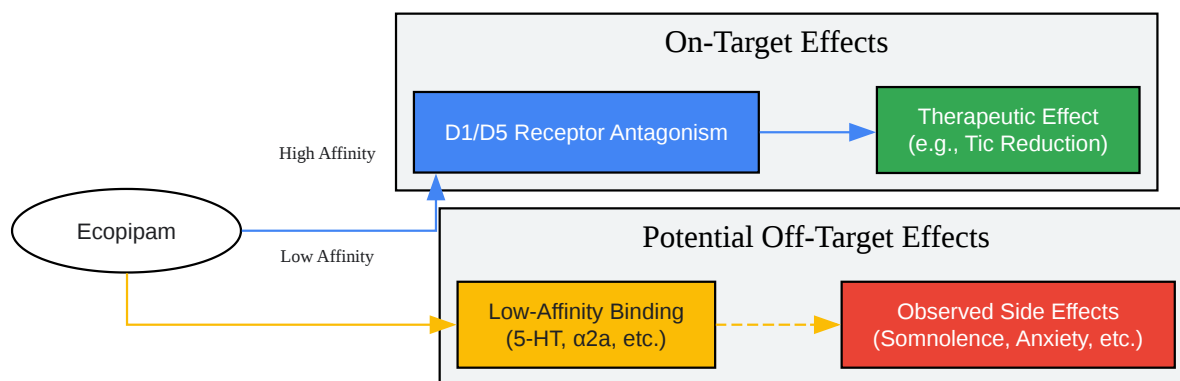 On-Target Effects
D1/D5 Receptor Antagonism
Therapeutic Effect
(e.g., Tic Reduction)
High Affinity
Ecopipam
Low Affinity
Potential Off-Target Effects
Low-Affinity Binding
(5-HT, α2a, etc.)
Observed Side Effects
(Somnolence, Anxiety, etc.)